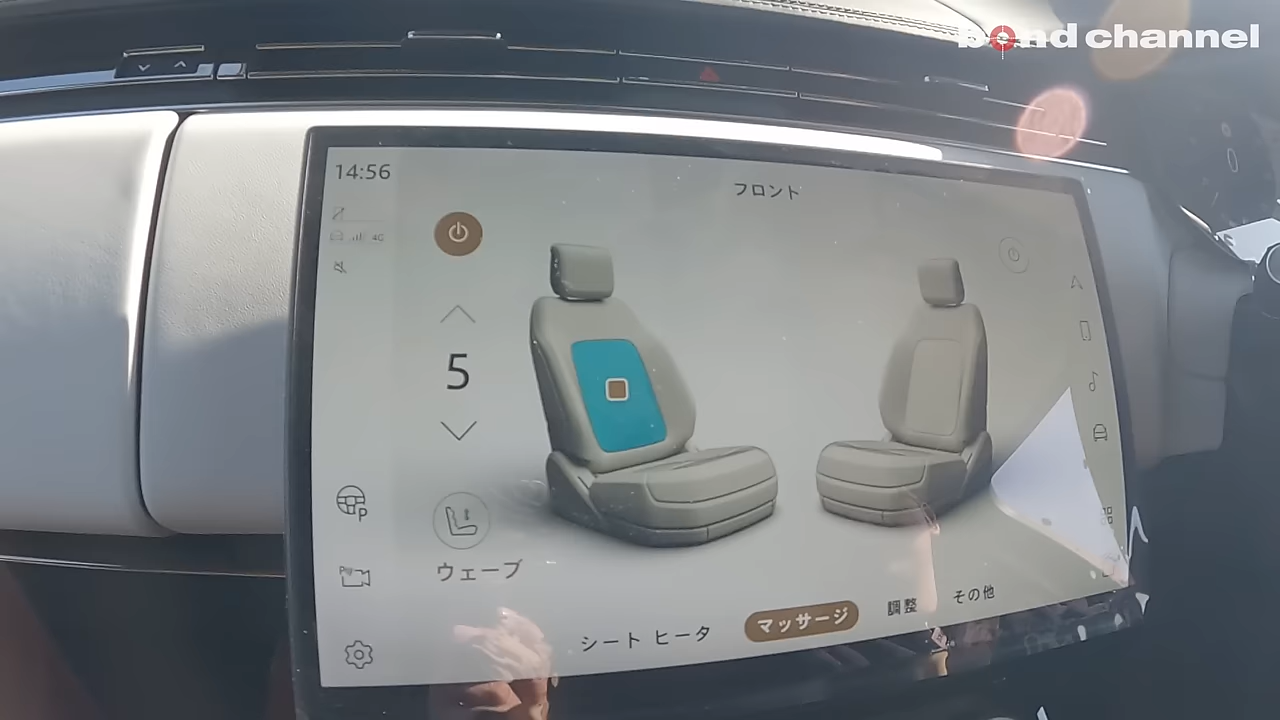 bond channel
14:56
フロント
4G
5
P
ウェーブ
シート ヒータ
マッサージ
調整
その他